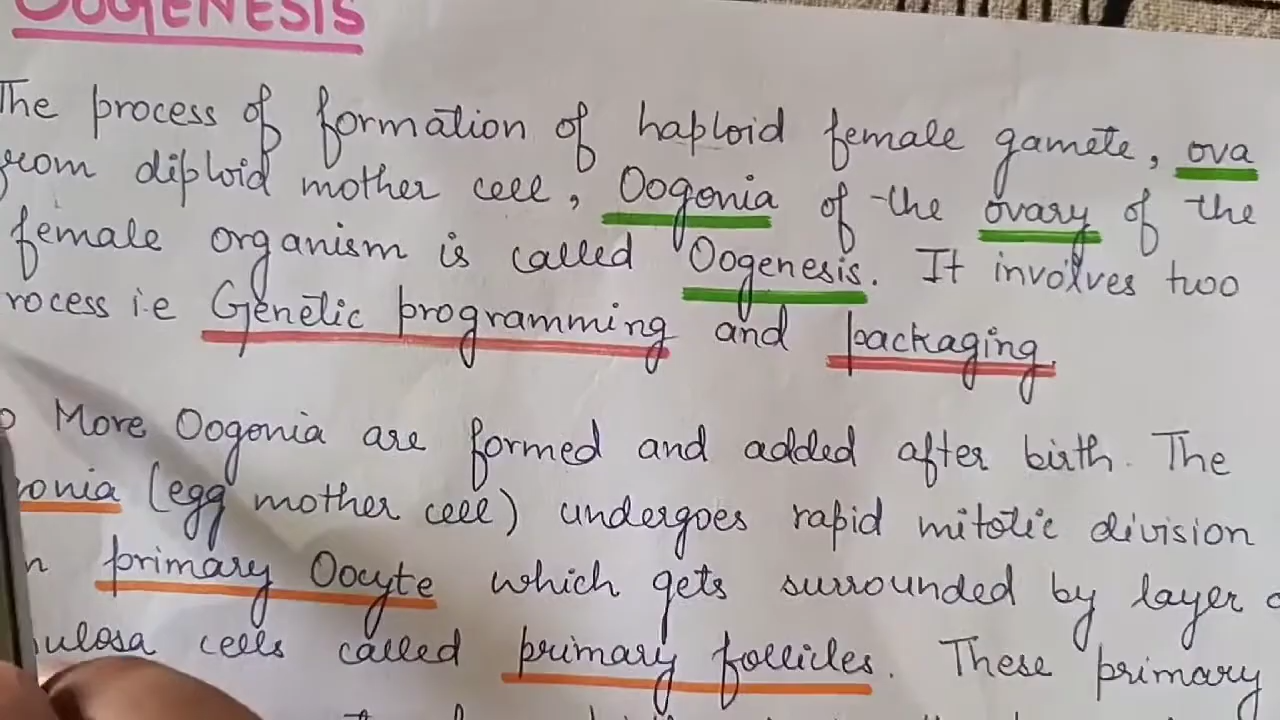 OOGENESIS
The process of formation of haploid female gamete, ova
from diploid mother cell, Oogonia of the ovary of the
female organism is called Oogenesis. It involves two
rocess i.e Genetic programming and packaging.
o More Oogonia are formed and added after birth. The
onia (egg mother cell) undergoes rapid mitotic division
n primary Oocyte which gets surrounded by layer o
ulosa cells called primary follicles. These primary